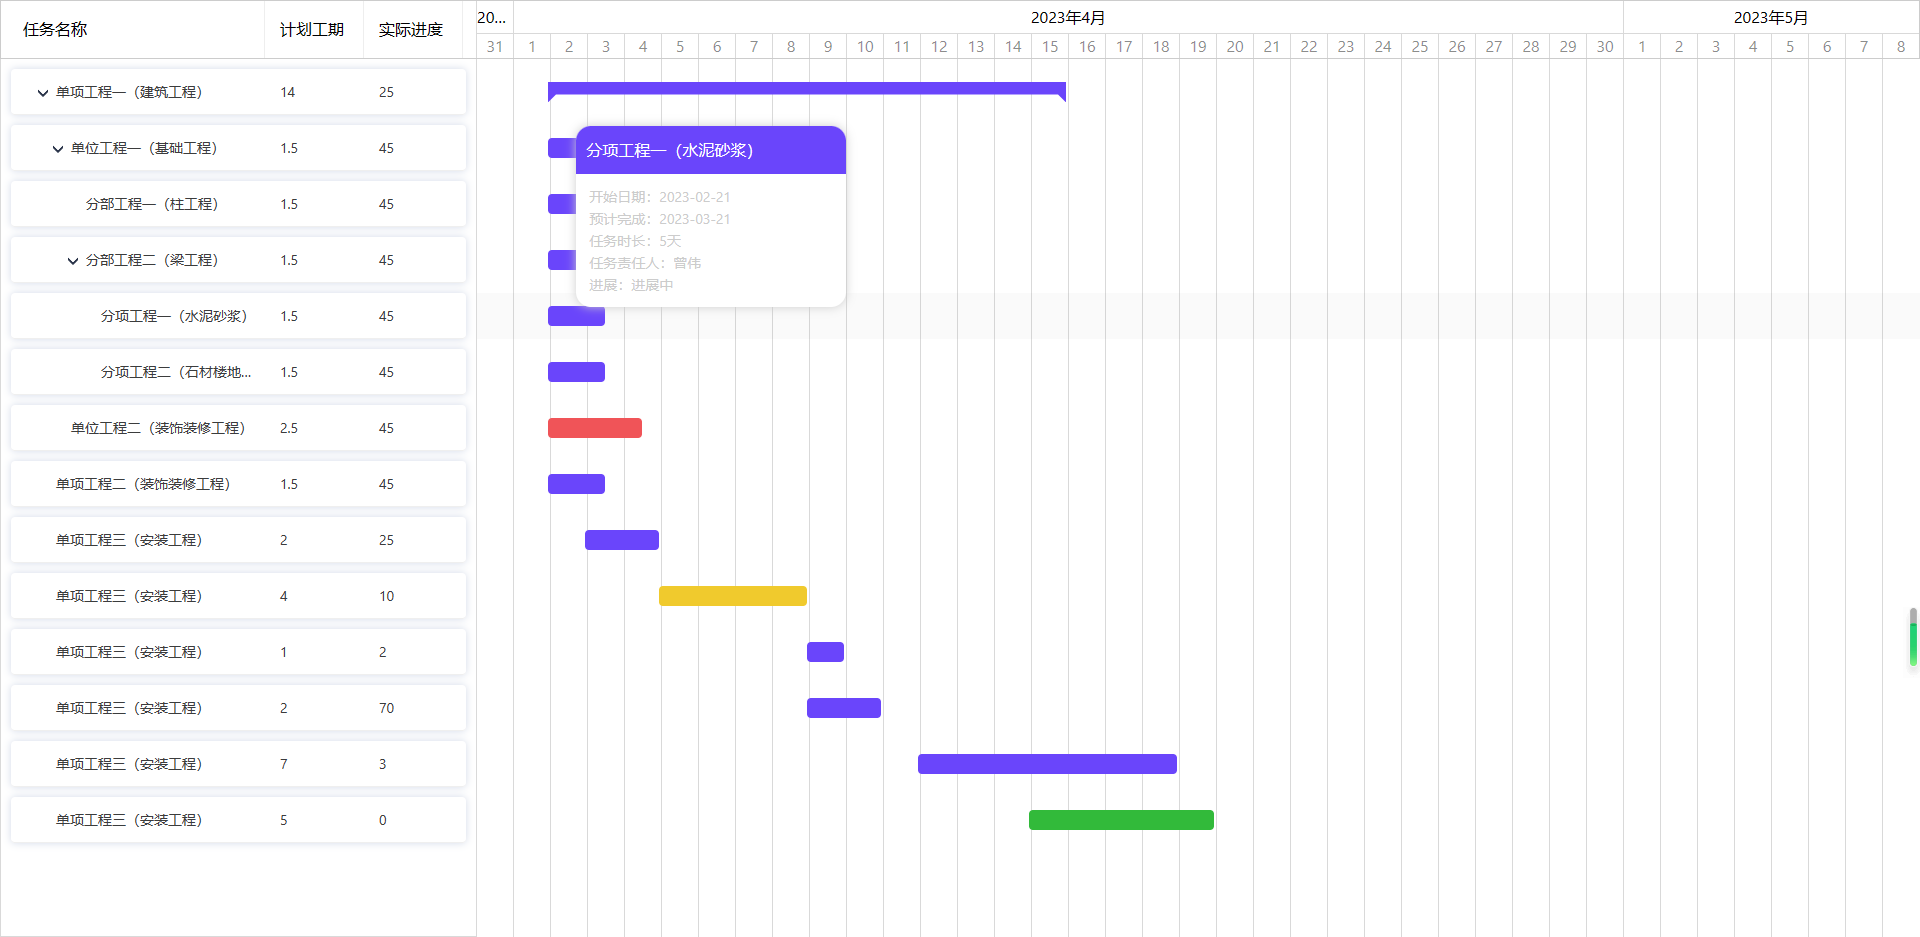 任务名称 计划工期 实际进度 20... 2023年4月 2023年5月
31 1 2 3 4 5 6 7 8 9 10 11 12 13 14 15 16 17 18 19 20 21 22 23 24 25 26 27 28 29 30 1 2 3 4 5 6 7 8
单项工程一（建筑工程） 14 25
单位工程一（基础工程） 1.5 45
分部工程一（柱工程） 1.5 45
分部工程二（梁工程） 1.5 45
分项工程一（水泥砂浆） 1.5 45
分项工程二（石材楼地... 1.5 45
单位工程二（装饰装修工程） 2.5 45
单项工程二（装饰装修工程） 1.5 45
单项工程三（安装工程） 2 25
单项工程三（安装工程） 4 10
单项工程三（安装工程） 1 2
单项工程三（安装工程） 2 70
单项工程三（安装工程） 7 3
单项工程三（安装工程） 5 0
分项工程一（水泥砂浆）
开始日期：2023-02-21
预计完成：2023-03-21
任务时长：5天
任务责任人：曾伟
进展：进展中